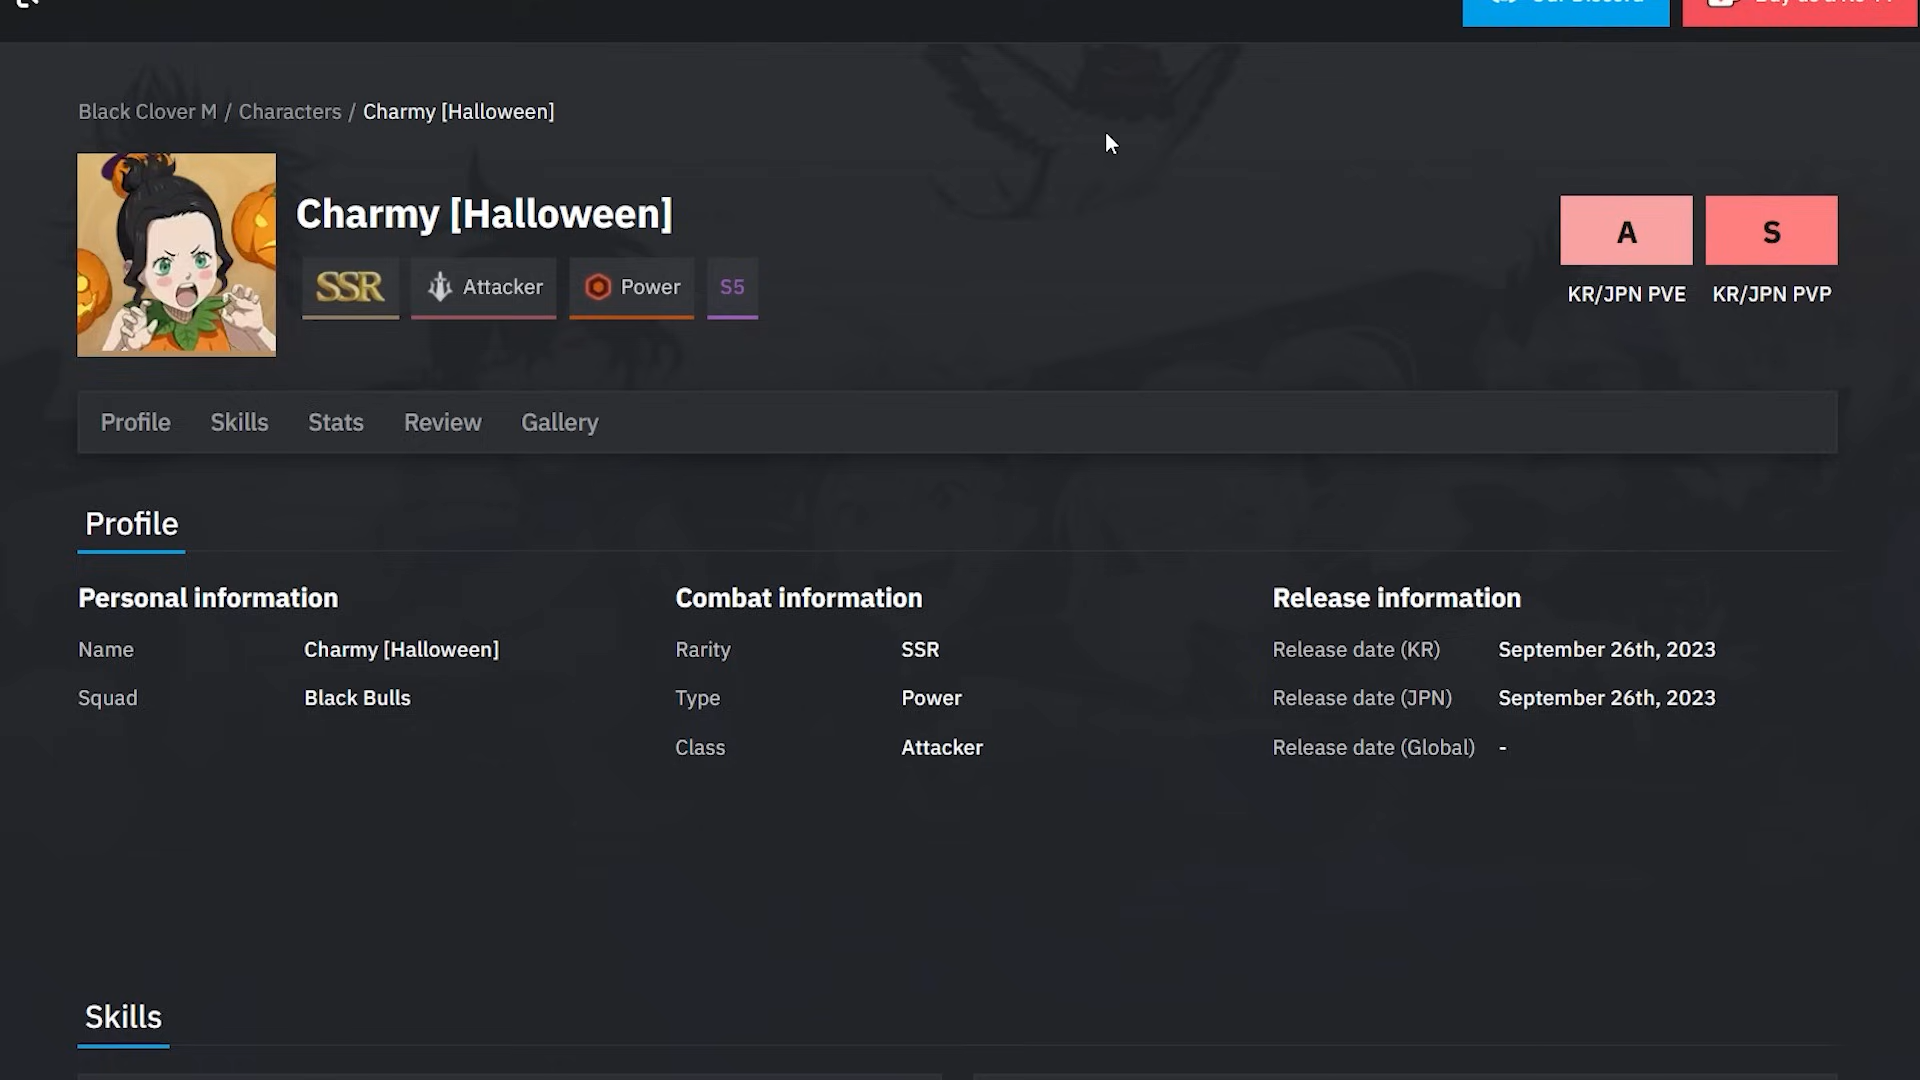 Our Discord
Black Clover M / Characters / Charmy [Halloween]
Charmy [Halloween]
SSR
Attacker
Power
S5
A
S
KR/JPN PVE
KR/JPN PVP
Profile
Skills
Stats
Review
Gallery
Profile
Personal information
Name Charmy [Halloween]
Squad Black Bulls
Combat information
Rarity SSR
Type Power
Class Attacker
Release information
Release date (KR) September 26th, 2023
Release date (JPN) September 26th, 2023
Release date (Global) -
Skills